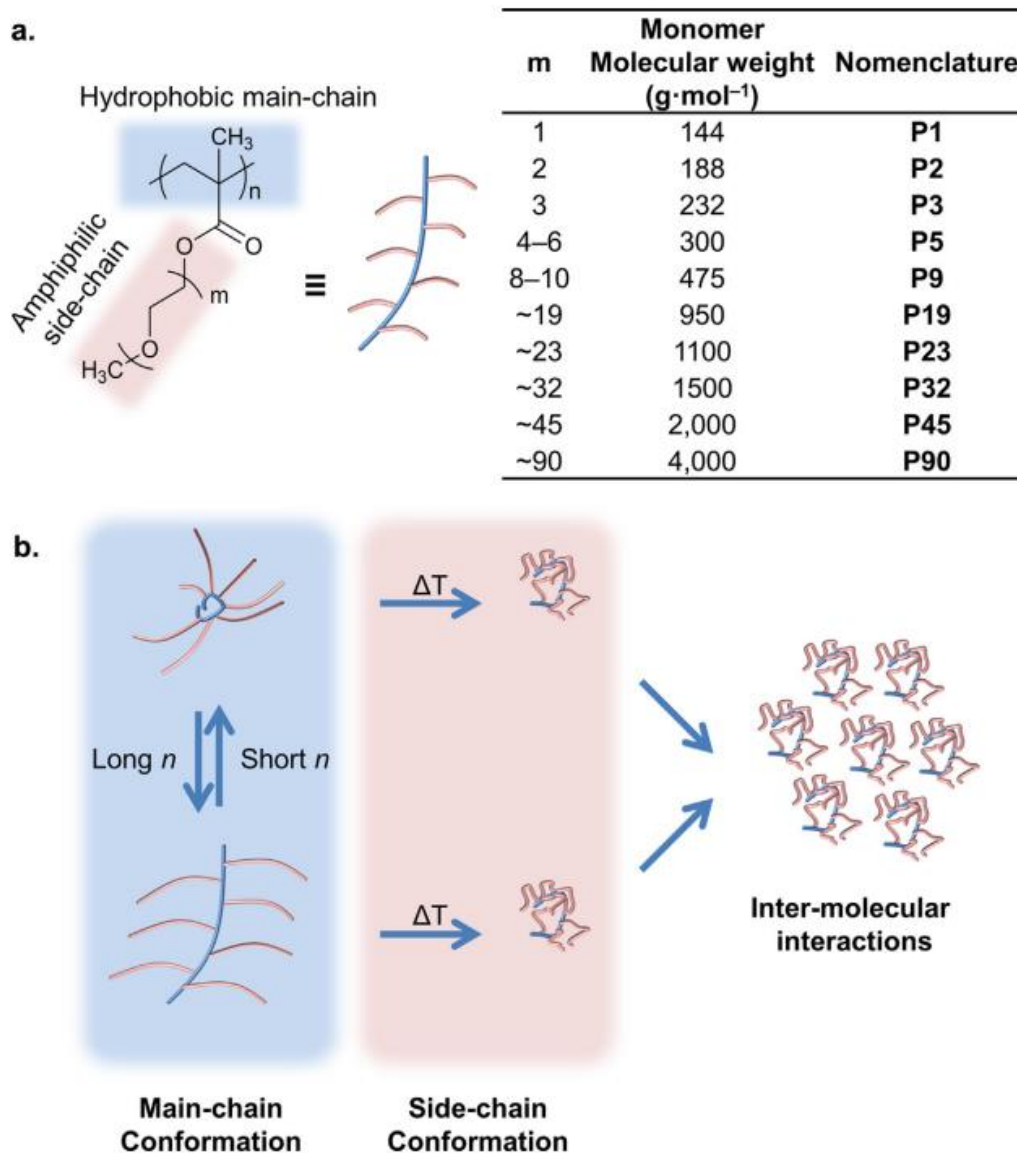 a.
Hydrophobic main-chain
CH₃
n
O
O
m
O
H₃C
Amphiphilic
side-chain
≡
Monomer
m Molecular weight Nomenclature
(g·mol⁻¹)
1 144 P1
2 188 P2
3 232 P3
4–6 300 P5
8–10 475 P9
~19 950 P19
~23 1100 P23
~32 1500 P32
~45 2,000 P45
~90 4,000 P90
b.
ΔT
Long n Short n
ΔT
Inter-molecular
interactions
Main-chain
Conformation
Side-chain
Conformation